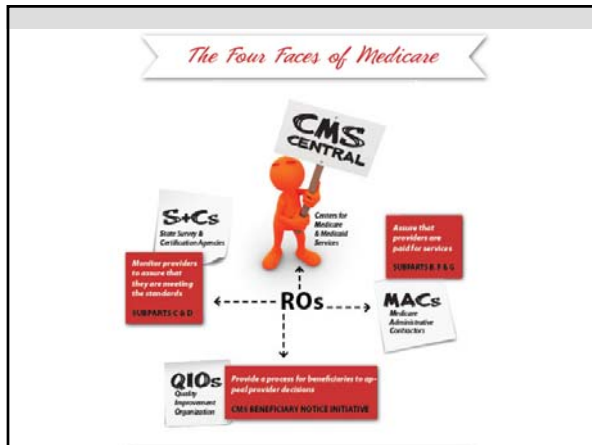 The Four Faces of Medicare
CMS
CENTRAL
Centers for
Medicare
& Medicaid
Services
S+Cs
State Survey &
Certification Agencies
Monitor providers
to assure that
they are meeting
the standards
SUBPARTS C & D
Assure that
providers are
paid for services
SUBPARTS B, F & G
ROs
MACs
Medicare
Administrative
Contractors
QIOs
Quality
Improvement
Organization
Provide a process for beneficiaries to ap-
peal provider decisions
CMS BENEFICIARY NOTICE INITIATIVE